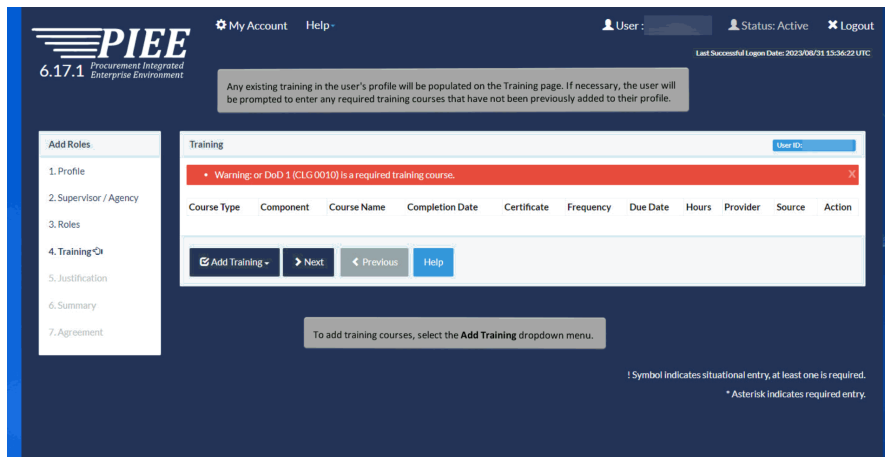 My Account Help
User :
Status: Active
Logout
PIEE
6.17.1 Procurement Integrated
Enterprise Environment
Last Successful Logon Date: 2023/08/31 15:36:22 UTC
Any existing training in the user's profile will be populated on the Training page. If necessary, the user will
be prompted to enter any required training courses that have not been previously added to their profile.
Add Roles
1. Profile
2. Supervisor / Agency
3. Roles
4. Training
5. Justification
6. Summary
7. Agreement
Training
User ID:
• Warning: or DoD 1 (CLG 0010) is a required training course.
X
Course Type Component Course Name Completion Date Certificate Frequency Due Date Hours Provider Source Action
Add Training Next Previous Help
To add training courses, select the Add Training dropdown menu.
! Symbol indicates situational entry, at least one is required.
* Asterisk indicates required entry.